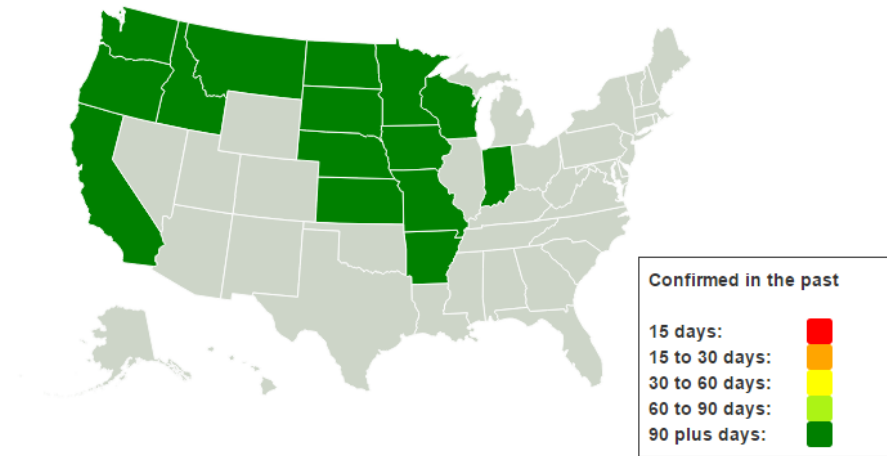 Confirmed in the past
15 days:
15 to 30 days:
30 to 60 days:
60 to 90 days:
90 plus days: